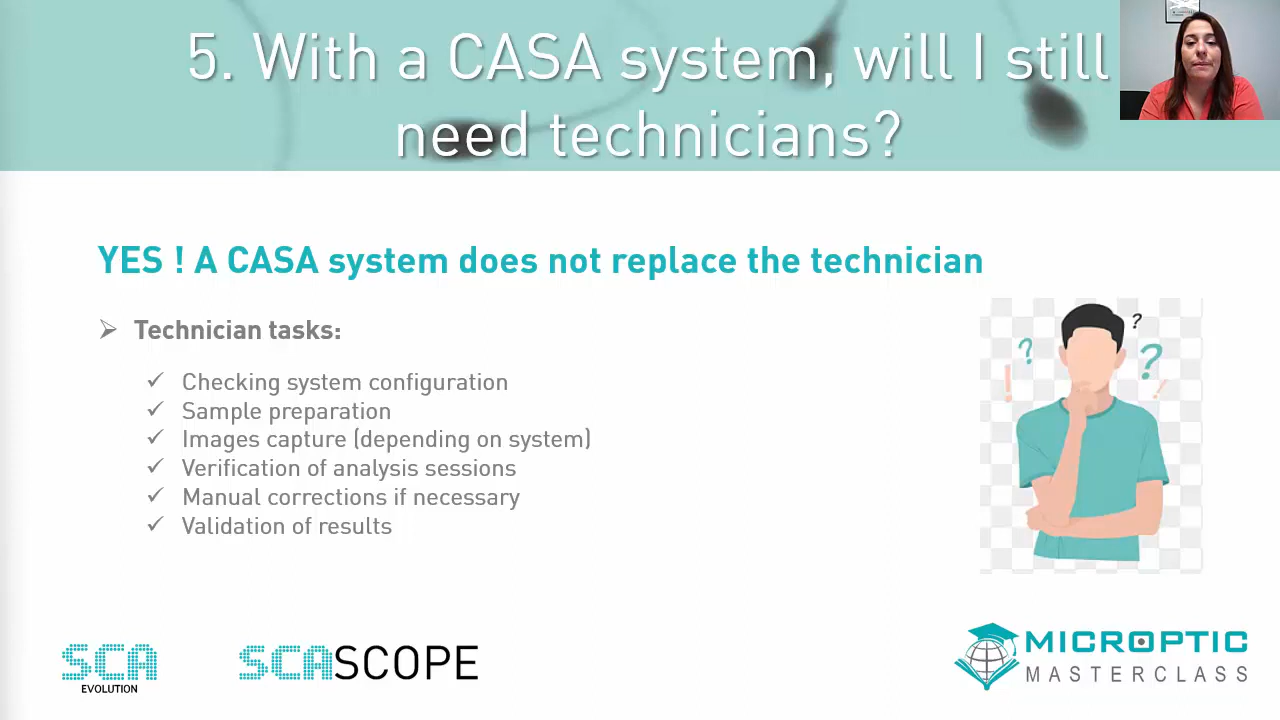 5. With a CASA system, will I still
need technicians?
YES ! A CASA system does not replace the technician
Technician tasks:
Checking system configuration
Sample preparation
Images capture (depending on system)
Verification of analysis sessions
Manual corrections if necessary
Validation of results
SCA
EVOLUTION
SCASCOPE
MICROPTIC
MASTERCLASS